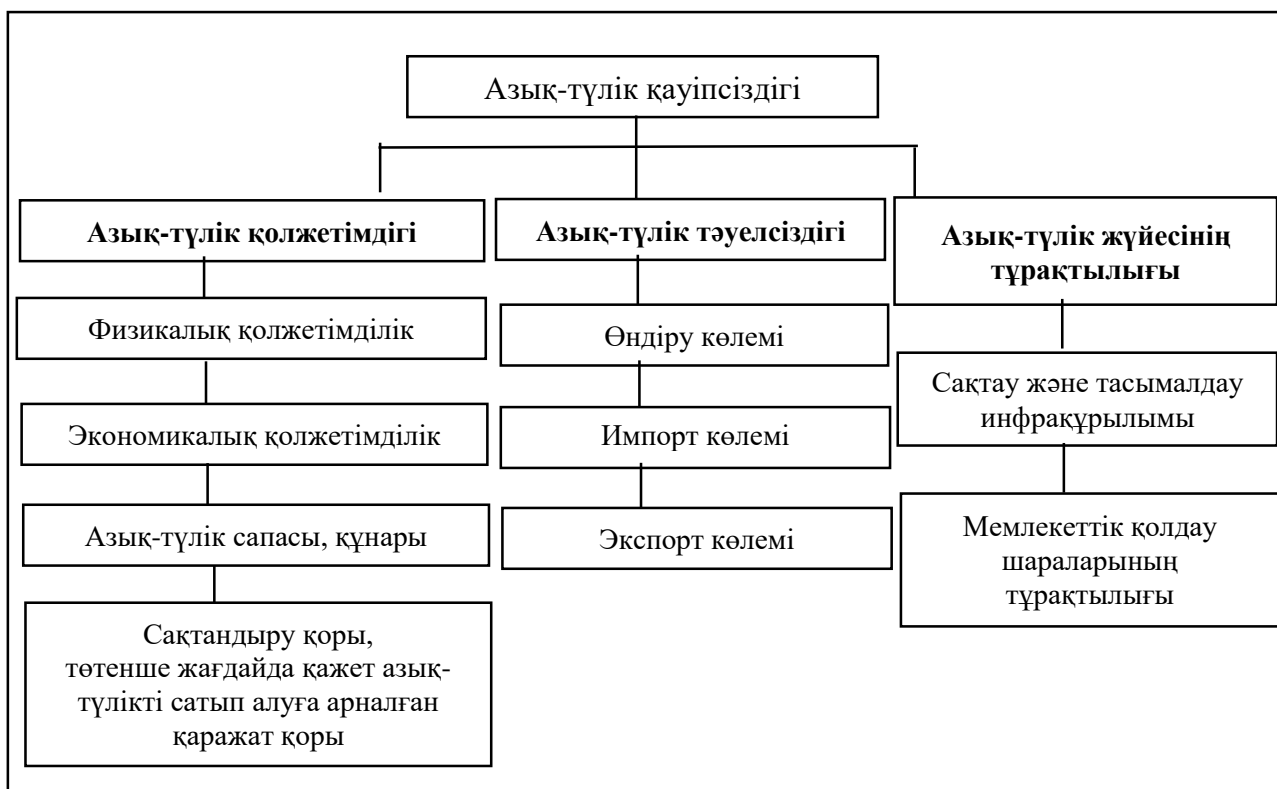 Азық-түлік қауіпсіздігі
Азық-түлік қолжетімдігі
Физикалық қолжетімділік
Экономикалық қолжетімділік
Азық-түлік сапасы, құнары
Сақтандыру қоры,
төтенше жағдайда қажет азық-
түлікті сатып алуға арналған
қаражат қоры
Азық-түлік тәуелсіздігі
Өндіру көлемі
Импорт көлемі
Экспорт көлемі
Азық-түлік жүйесінің
тұрақтылығы
Сақтау және тасымалдау
инфрақұрылымы
Мемлекеттік қолдау
шараларының
тұрақтылығы